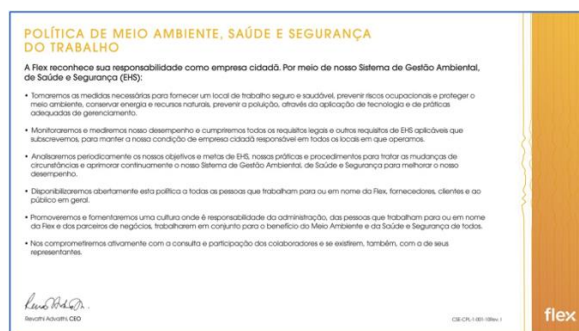 POLÍTICA DE MEIO AMBIENTE, SAÚDE E SEGURANÇA
DO TRABALHO
A Flex reconhece sua responsabilidade como empresa cidadã. Por meio de nosso Sistema de Gestão Ambiental,
de Saúde e Segurança (EHS):
• Tomaremos as medidas necessárias para fornecer um local de trabalho seguro e saudável, prevenir riscos ocupacionais e proteger o
meio ambiente, conservar energia e recursos naturais, prevenir a poluição, através da aplicação de tecnologia e de práticas
adequadas de gerenciamento.
• Monitoraremos e mediremos nosso desempenho e cumpriremos todos os requisitos legais e outros requisitos de EHS aplicáveis que
subscrevemos, para manter a nossa condição de empresa cidadã responsável em todos os locais em que operamos.
• Analisaremos periodicamente os nossos objetivos e metas de EHS, nossas práticas e procedimentos para tratar as mudanças de
circunstâncias e aprimorar continuamente o nosso Sistema de Gestão Ambiental, de Saúde e Segurança para melhorar o nosso
desempenho.
• Disponibilizaremos abertamente esta política a todas as pessoas que trabalham para ou em nome da Flex, fornecedores, clientes e ao
público em geral.
• Promoveremos e fomentaremos uma cultura onde é responsabilidade da administração, das pessoas que trabalham para ou em nome
da Flex e dos parceiros de negócios, trabalharem em conjunto para o benefício do Meio Ambiente e da Saúde e Segurança de todos.
• Nos comprometeremos ativamente com a consulta e participação dos colaboradores e se existirem, também, com a de seus
representantes.
Revathi Advaithi, CEO
flex